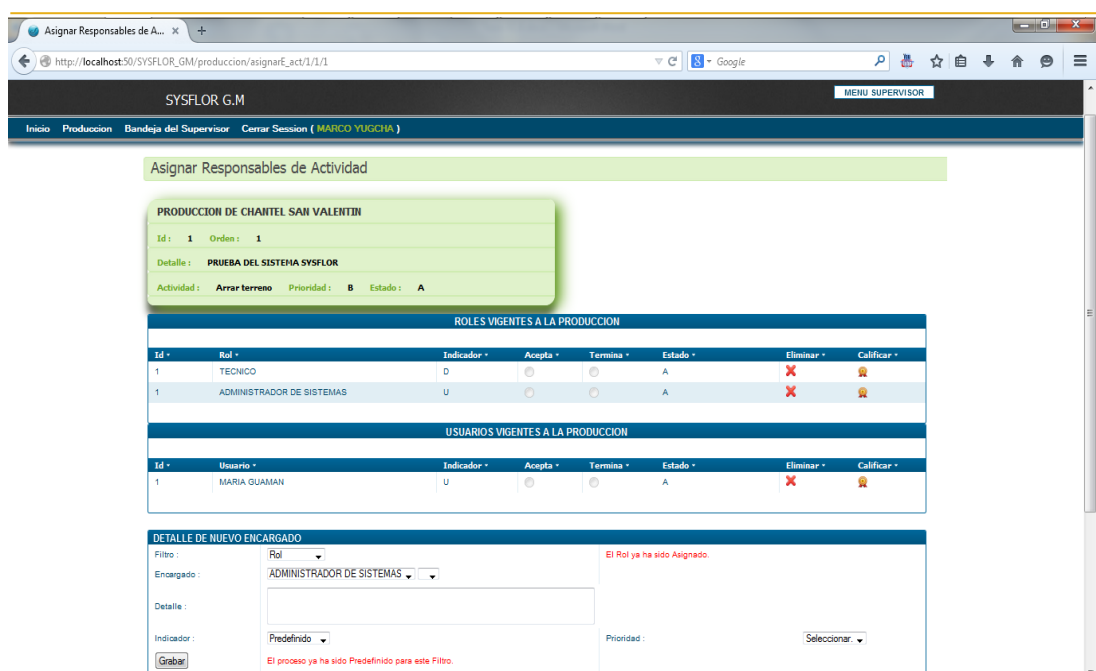 Asignar Responsables de A...
http://localhost:50/SYSFLOR_GM/produccion/asignarE_act/1/1/1
Google
SYSFLOR G.M
MENU SUPERVISOR
Inicio Produccion Bandeja del Supervisor Cerrar Session ( MARCO YUGCHA )
Asignar Responsables de Actividad
PRODUCCION DE CHANTEL SAN VALENTIN
Id : 1 Orden : 1
Detalle : PRUEBA DEL SISTEMA SYSFLOR
Actividad : Arrar terreno Prioridad : B Estado : A
ROLES VIGENTES A LA PRODUCCION
Id Rol Indicador Acepta Termina Estado Eliminar Calificar
1 TECNICO D A
1 ADMINISTRADOR DE SISTEMAS U A
USUARIOS VIGENTES A LA PRODUCCION
Id Usuario Indicador Acepta Termina Estado Eliminar Calificar
1 MARIA GUAMAN U A
DETALLE DE NUEVO ENCARGADO
Filtro : Rol El Rol ya ha sido Asignado.
Encargado : ADMINISTRADOR DE SISTEMAS
Detalle :
Indicador : Predefinido Prioridad : Seleccionar.
Grabar El proceso ya ha sido Predefinido para este Filtro.